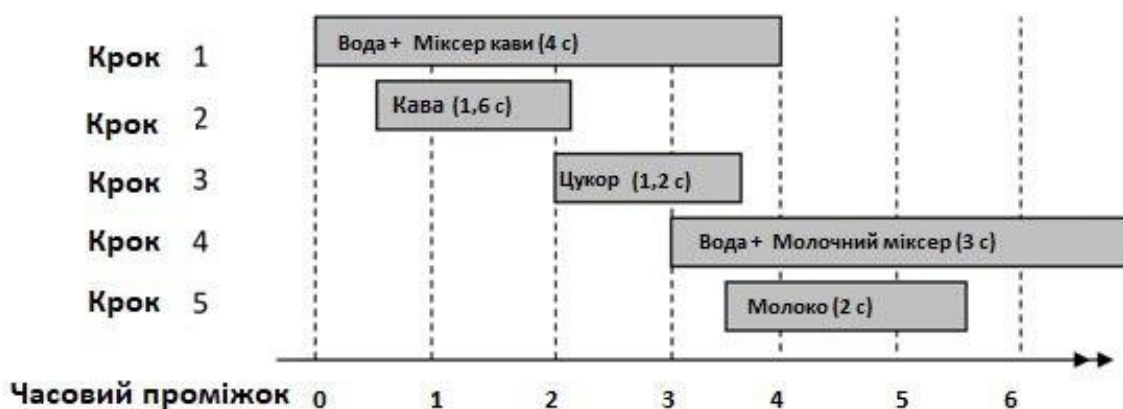 Крок 1 Вода + Міксер кави (4 с)
Крок 2 Кава (1,6 с)
Крок 3 Цукор (1,2 с)
Крок 4 Вода + Молочний міксер (3 с)
Крок 5 Молоко (2 с)
Часовий проміжок 0 1 2 3 4 5 6